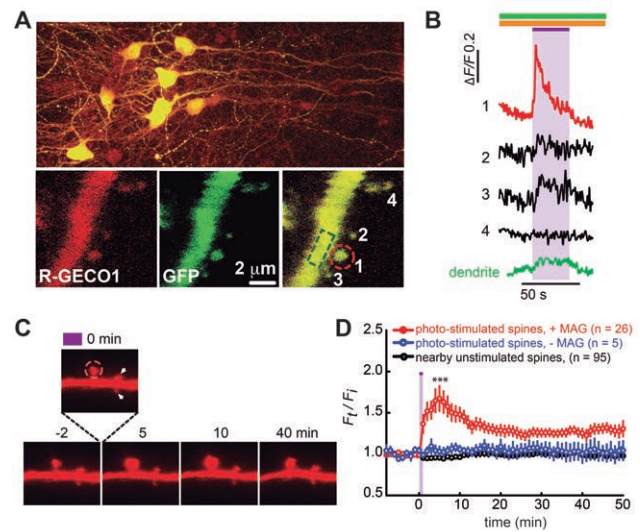 A
R-GECO1
GFP
2 μm
4
2
1
3
B
ΔF/F 0.2
1
2
3
4
dendrite
50 s
C
0 min
-2
5
10
40 min
D
photo-stimulated spines, + MAG (n = 26)
photo-stimulated spines, - MAG (n = 5)
nearby unstimulated spines, (n = 95)
***
Ft / Fi
2.5
2.0
1.5
1.0
0.5
0
10
20
30
40
50
time (min)